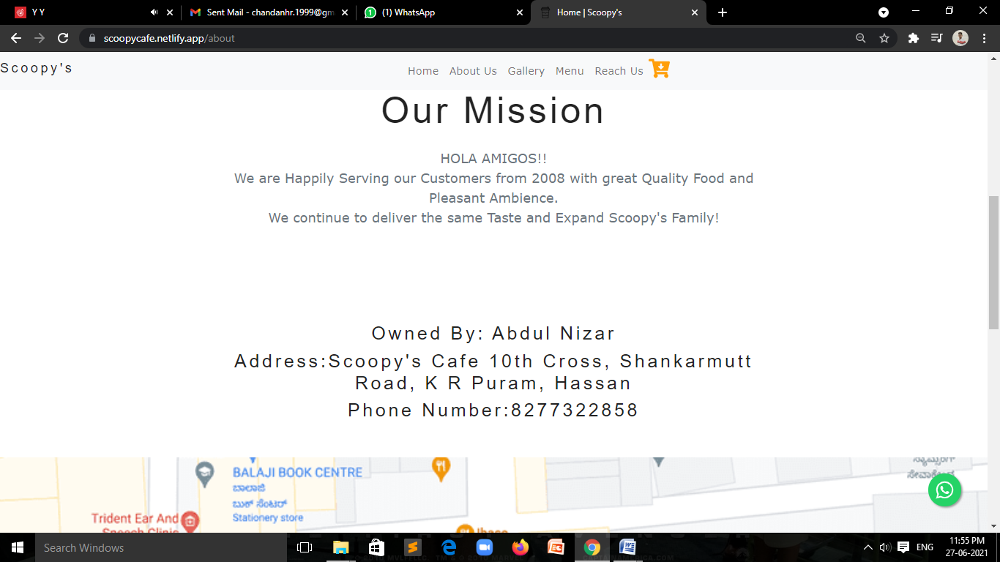 Y Y
Sent Mail - chandanhr.1999@gm
(1) WhatsApp
Home | Scoopy's
scoopycafe.netlify.app/about
Scoopy's
Home About Us Gallery Menu Reach Us
Our Mission
HOLA AMIGOS!!
We are Happily Serving our Customers from 2008 with great Quality Food and
Pleasant Ambience.
We continue to deliver the same Taste and Expand Scoopy's Family!
Owned By: Abdul Nizar
Address:Scoopy's Cafe 10th Cross, Shankarmutt
Road, K R Puram, Hassan
Phone Number:8277322858
BALAJI BOOK CENTRE
ಬಾಲಾಜಿ
ಬುಕ್ ಸೆಂಟರ್
Stationery store
ಸೇವಾಕೇಂದ್ರ
Trident Ear And
Speech Clinic
Search Windows
ENG
11:55 PM
27-06-2021